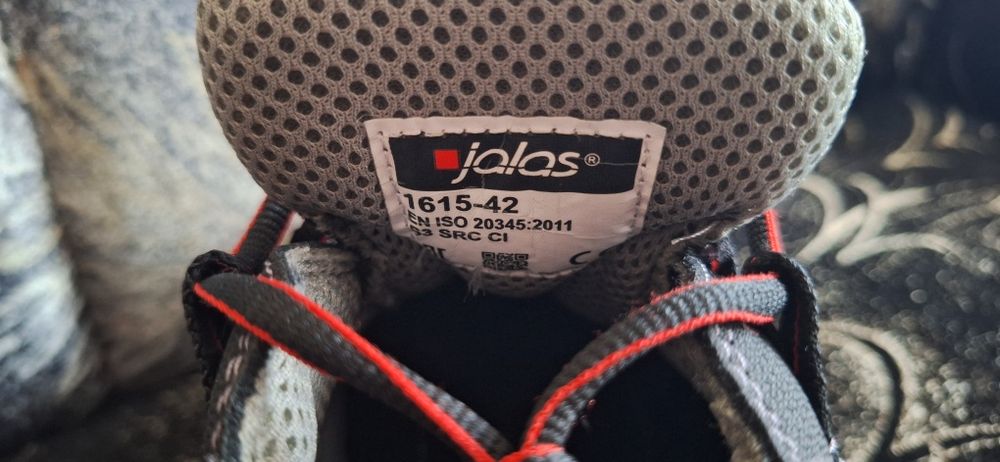 jalas®
1615-42
EN ISO 20345:2011
S3 SRC CI